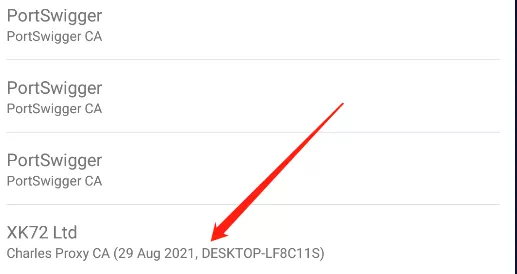 PortSwigger
PortSwigger CA
PortSwigger
PortSwigger CA
PortSwigger
PortSwigger CA
XK72 Ltd
Charles Proxy CA (29 Aug 2021, DESKTOP-LF8C11S)